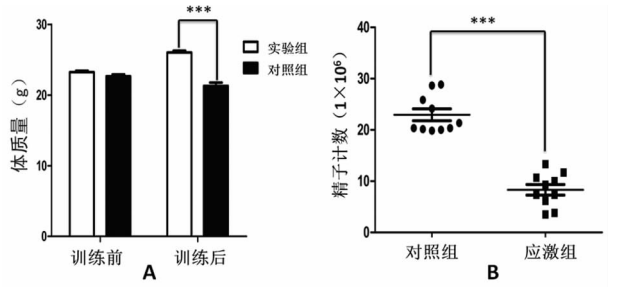 ***
30
20
10
0
体质量（g）
实验组
对照组
训练前
训练后
A
***
40
30
20
10
0
精子计数（1×10⁶）
对照组
应激组
B